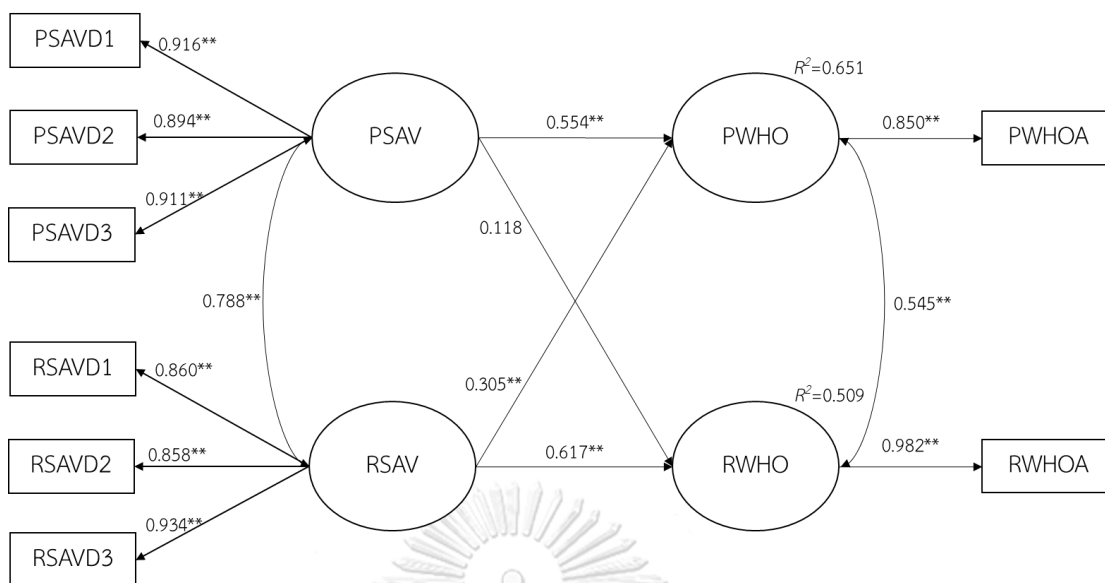 PSAVD1
0.916**
R²=0.651
PSAVD2
0.894**
PSAV
0.554**
PWHO
0.850**
PWHOA
0.911**
PSAVD3
0.118
0.788**
0.545**
RSAVD1
0.860**
0.305**
R²=0.509
RSAVD2
0.858**
RSAV
0.617**
RWHO
0.982**
RWHOA
0.934**
RSAVD3